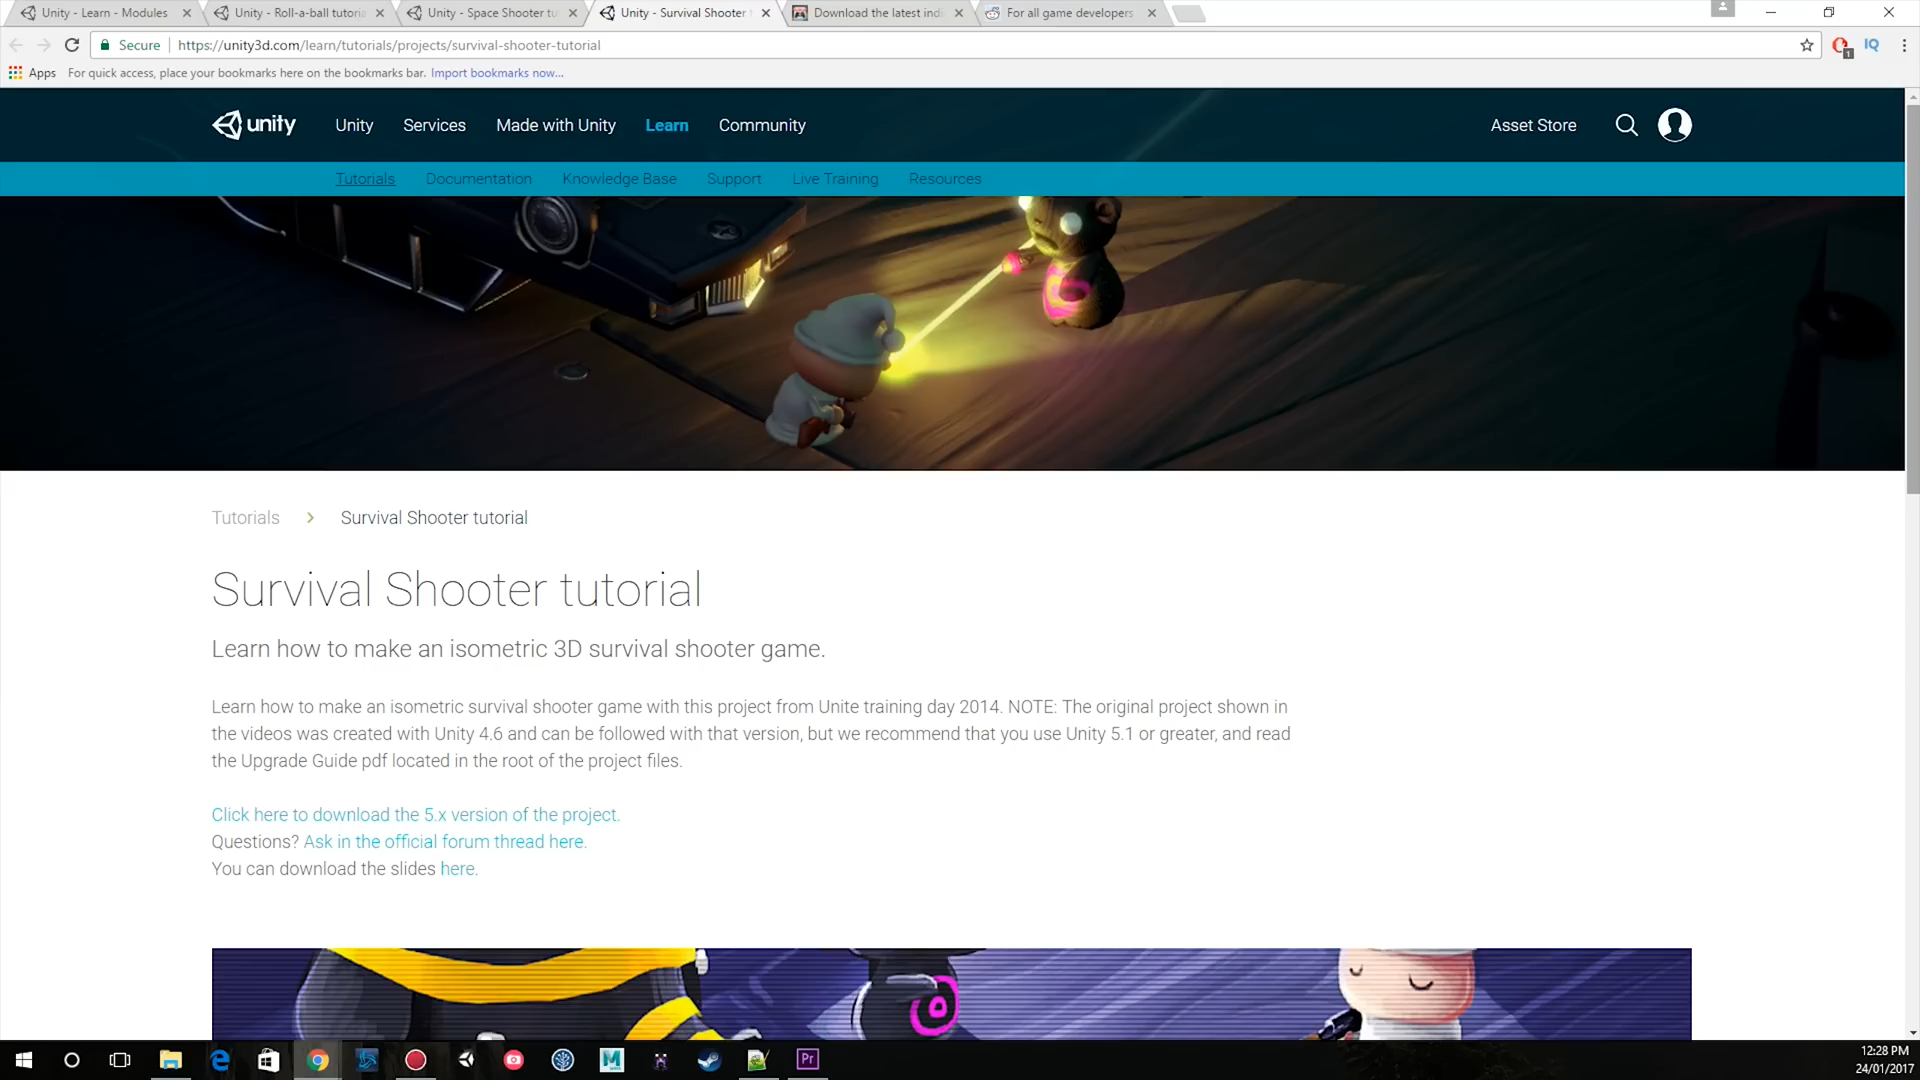 Unity - Learn - Modules
Unity - Roll-a-ball tutoria
Unity - Space Shooter tu
Unity - Survival Shooter
Download the latest indi
For all game developers
1
Secure
https://unity3d.com/learn/tutorials/projects/survival-shooter-tutorial
IQ
Apps
For quick access, place your bookmarks here on the bookmarks bar. Import bookmarks now...
unity
Unity
Services
Made with Unity
Learn
Community
Asset Store
Tutorials
Documentation
Knowledge Base
Support
Live Training
Resources
Tutorials
Survival Shooter tutorial
Survival Shooter tutorial
Learn how to make an isometric 3D survival shooter game.
Learn how to make an isometric survival shooter game with this project from Unite training day 2014. NOTE: The original project shown in
the videos was created with Unity 4.6 and can be followed with that version, but we recommend that you use Unity 5.1 or greater, and read
the Upgrade Guide pdf located in the root of the project files.
Click here to download the 5.x version of the project.
Questions? Ask in the official forum thread here.
You can download the slides here.
M
Pr
12:28 PM
24/01/2017